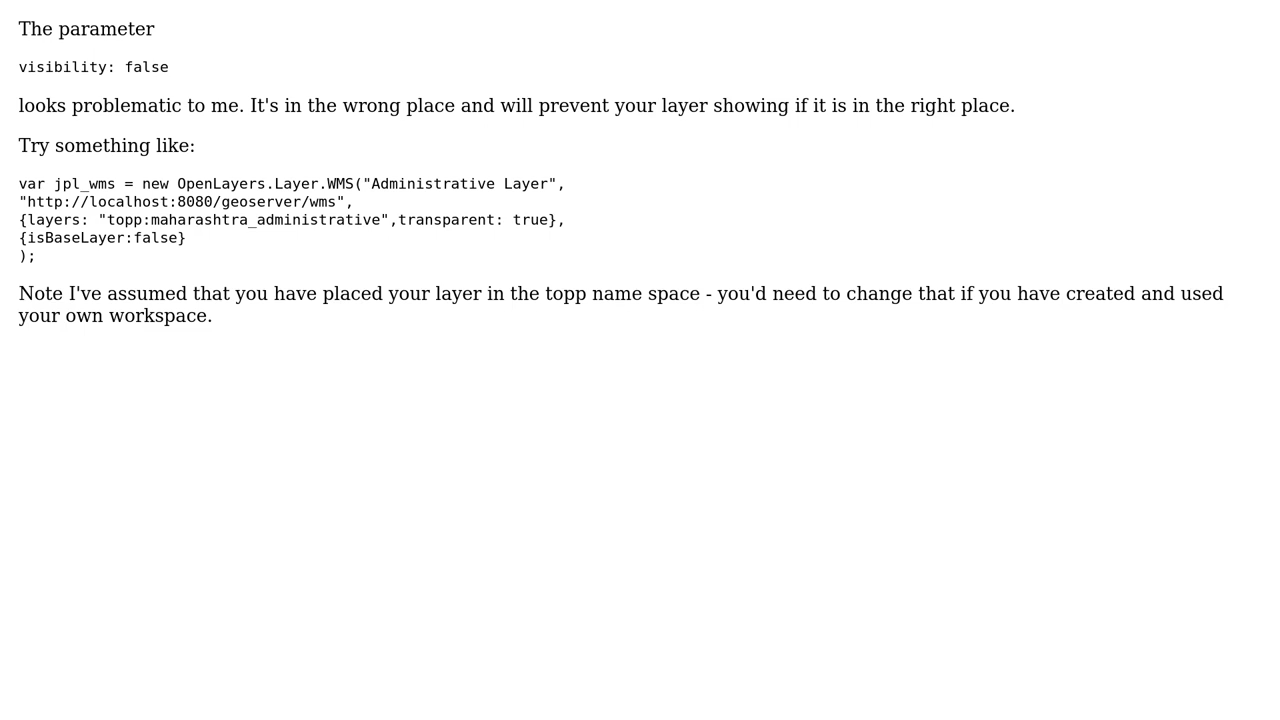 The parameter
visibility: false
looks problematic to me. It's in the wrong place and will prevent your layer showing if it is in the right place.
Try something like:
var jpl_wms = new OpenLayers.Layer.WMS("Administrative Layer",
"http://localhost:8080/geoserver/wms",
{layers: "topp:maharashtra_administrative",transparent: true},
{isBaseLayer:false}
);
Note I've assumed that you have placed your layer in the topp name space - you'd need to change that if you have created and used
your own workspace.